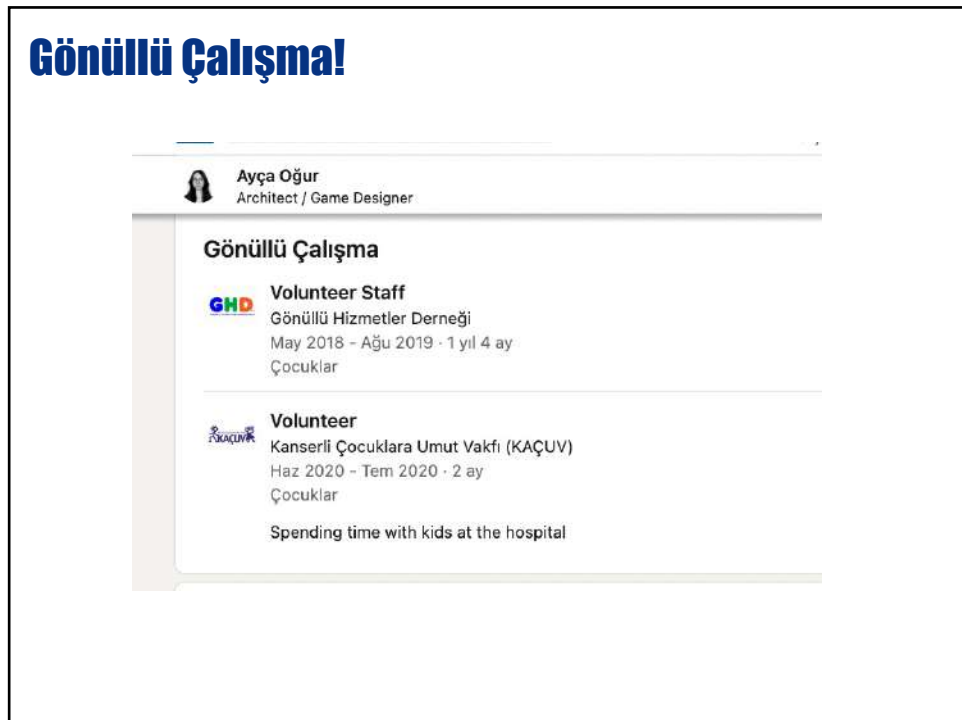 Gönüllü Çalışma!
Ayça Oğur
Architect / Game Designer
Gönüllü Çalışma
GHD
Volunteer Staff
Gönüllü Hizmetler Derneği
May 2018 - Ağu 2019 · 1 yıl 4 ay
Çocuklar
KAÇUV
Volunteer
Kanserli Çocuklara Umut Vakfı (KAÇUV)
Haz 2020 - Tem 2020 · 2 ay
Çocuklar
Spending time with kids at the hospital